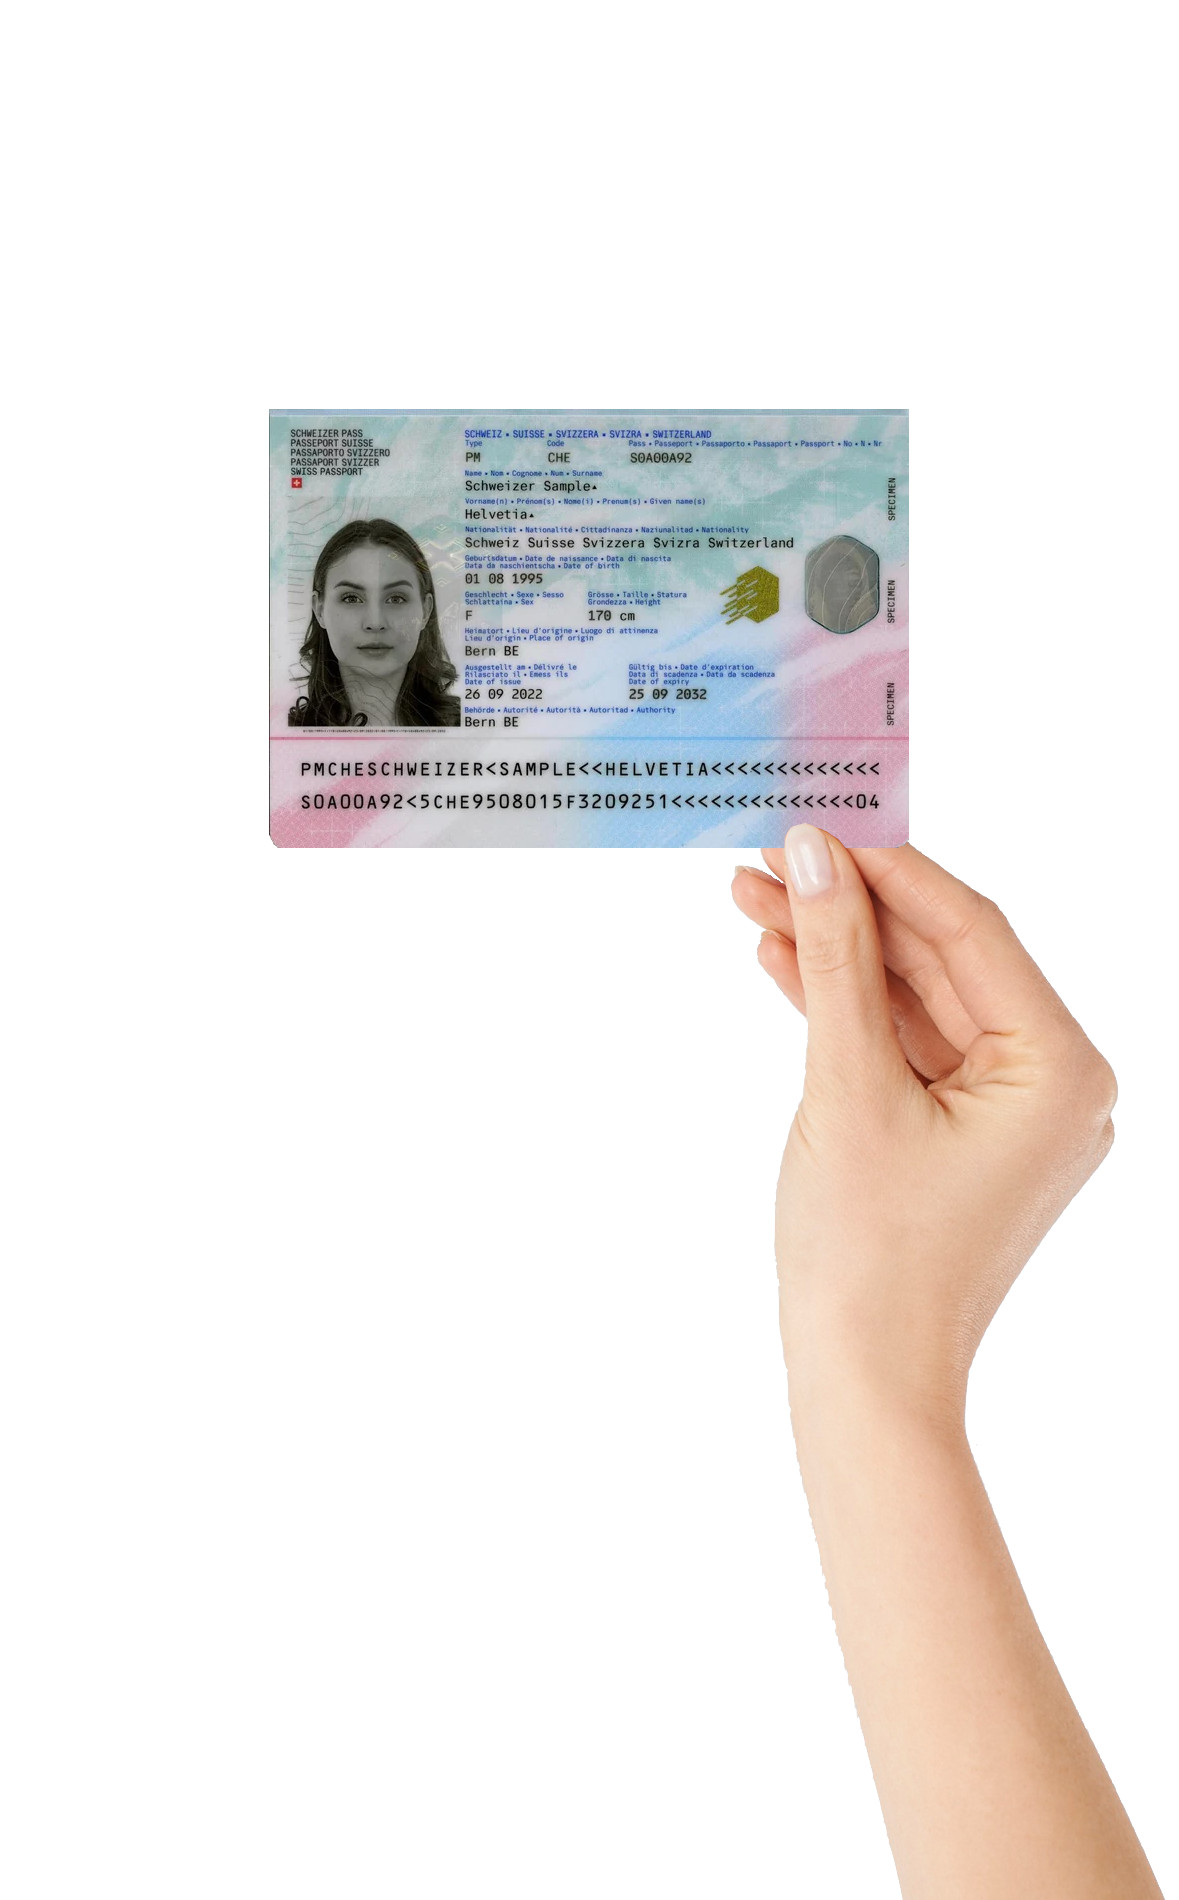 SCHWEIZER PASS
PASSEPORT SUISSE
PASSAPORTO SVIZZERO
PASSAPORT SVIZZER
SWISS PASSPORT
SCHWEIZ • SUISSE • SVIZZERA • SVIZRA • SWITZERLAND
Type Code Pass • Passeport • Passaporto • Passaport • Passport • No • N • Nr
PM CHE S0A00A92
Name • Nom • Cognome • Num • Surname
Schweizer Sample▴
Vorname(n) • Prénom(s) • Nome(i) • Prenum(s) • Given name(s)
Helvetia▴
Nationalität • Nationalité • Cittadinanza • Naziunalitad • Nationality
Schweiz Suisse Svizzera Svizra Switzerland
Geburtsdatum • Date de naissance • Data di nascita
Data da naschientscha • Date of birth
01 08 1995
Geschlecht • Sexe • Sesso Grösse • Taille • Statura
Schlattaina • Sex Grondezza • Height
F 170 cm
Heimatort • Lieu d'origine • Luogo di attinenza
Lieu d'origin • Place of origin
Bern BE
Ausgestellt am • Délivré le Gültig bis • Date d'expiration
Rilasciato il • Emess ils Data di scadenza • Data da scadenza
Date of issue Date of expiry
26 09 2022 25 09 2032
Behörde • Autorité • Autorità • Autoritad • Authority
Bern BE
SPECIMEN
SPECIMEN
SPECIMEN
PMCHESCHWEIZER<SAMPLE<<HELVETIA<<<<<<<<<<<<<
S0A00A92<5CHE9508015F3209251<<<<<<<<<<<<<<04